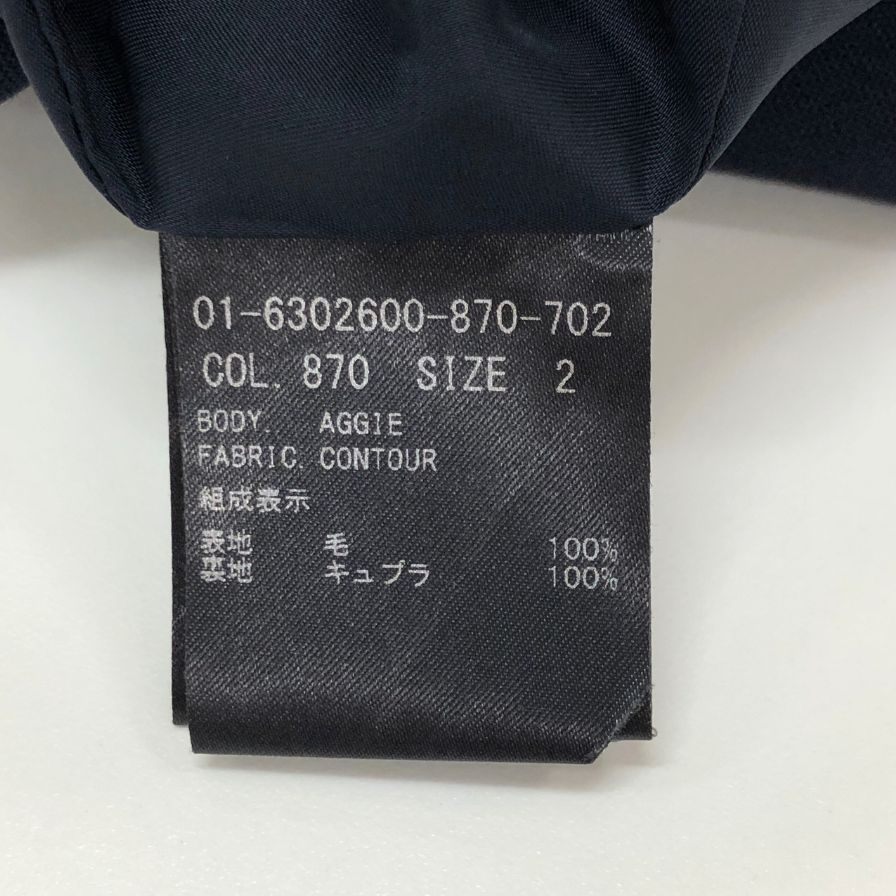 01-6302600-870-702
COL. 870 SIZE 2
BODY. AGGIE
FABRIC. CONTOUR
組成表示
表地 毛 100%
裏地 キュプラ 100%